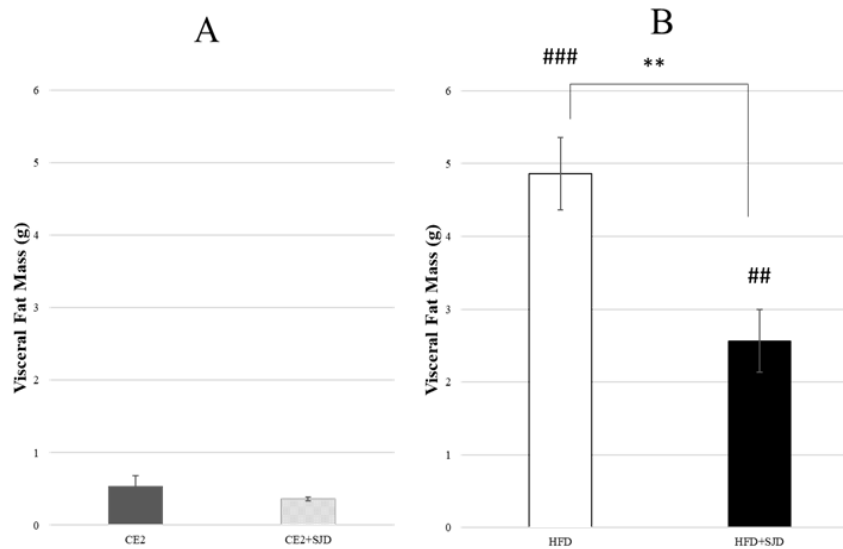 A
Visceral Fat Mass (g)
6
5
4
3
2
1
0
CE2
CE2+SJD
B
###
**
##
Visceral Fat Mass (g)
6
5
4
3
2
1
0
HFD
HFD+SJD